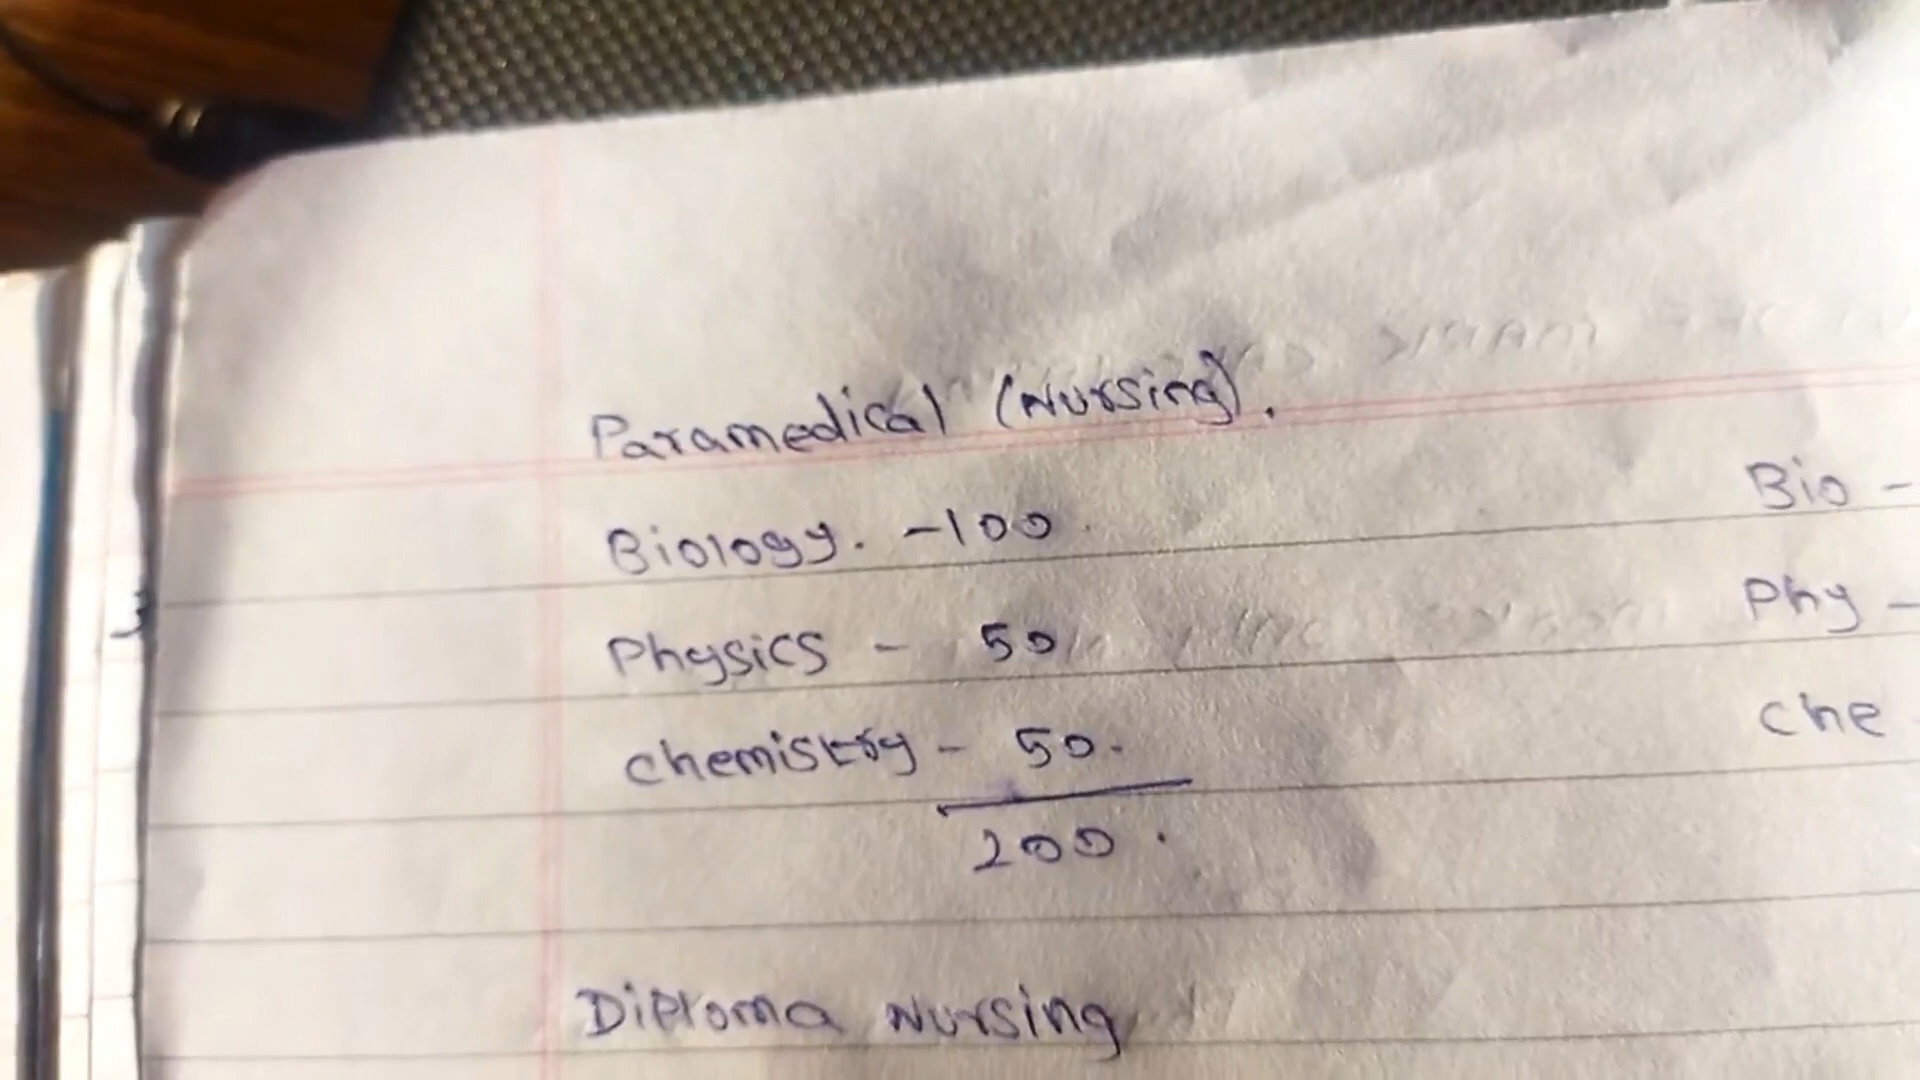 Paramedical (Nursing).
Biology. -100.
Physics - 50
chemistry - 50.
200.
Diploma Nursing
Bio -
Phy -
Che -